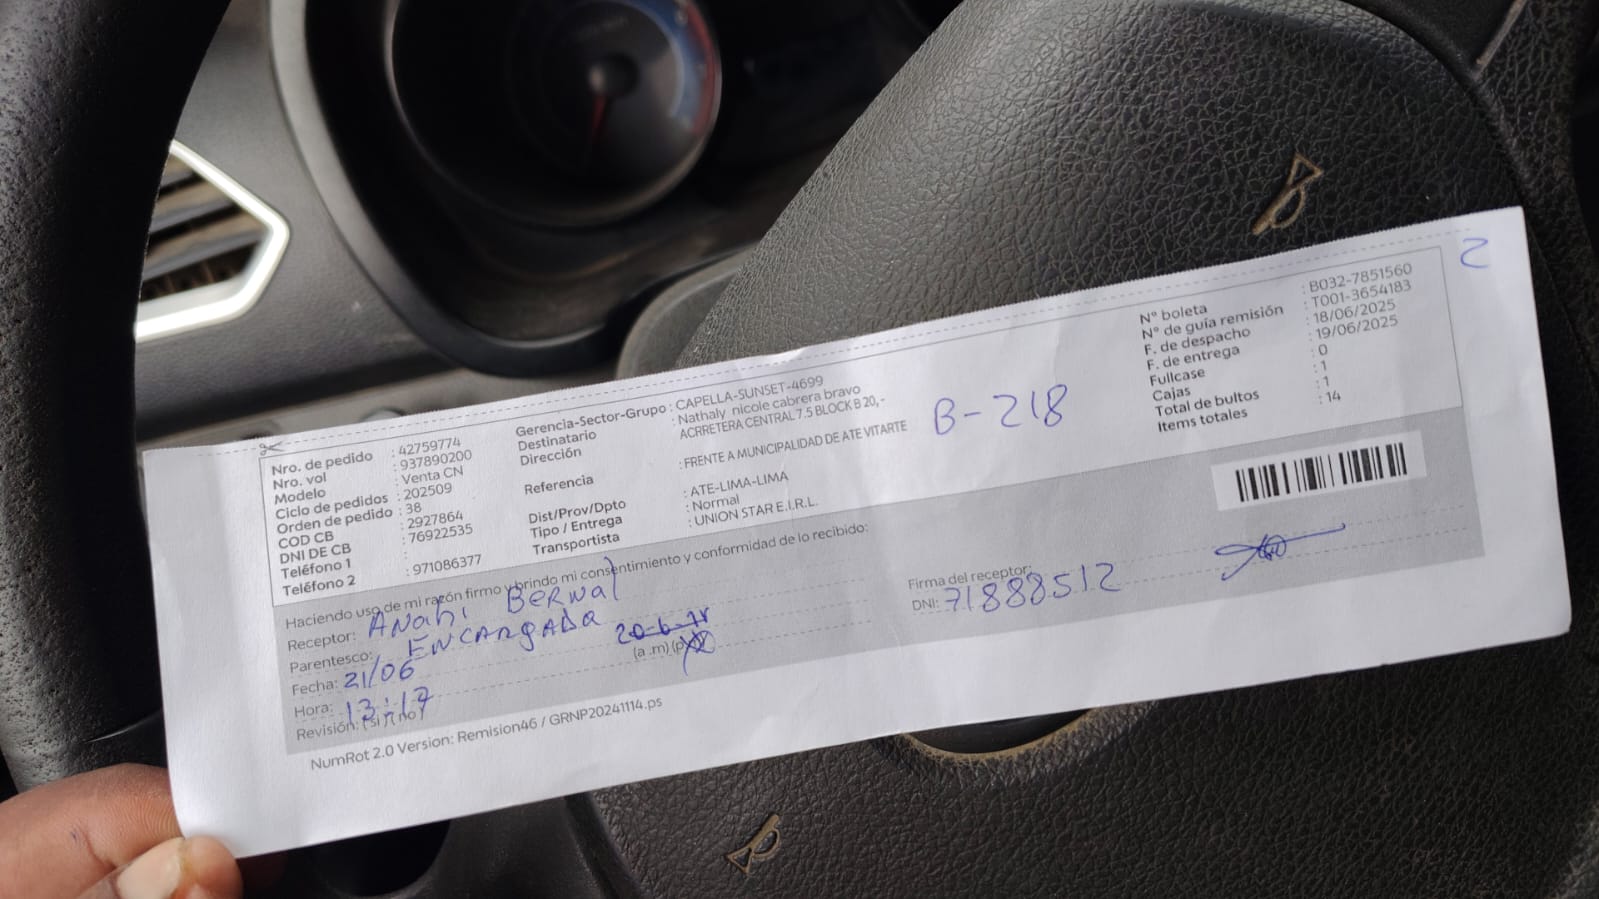 2
Nro. de pedido : 42759774
Nro. vol : 937890200
Modelo : Venta CN
Ciclo de pedidos : 202509
Orden de pedido : 38
COD CB : 2927864
DNI DE CB : 76922535
Teléfono 1 :
Teléfono 2 : 971086377
Gerencia-Sector-Grupo : CAPELLA-SUNSET-4699
Destinatario : Nathaly nicole cabrera bravo
Dirección ACRRETERA CENTRAL 7.5 BLOCK B 20, -
Referencia : FRENTE A MUNICIPALIDAD DE ATE VITARTE
Dist/Prov/Dpto : ATE-LIMA-LIMA
Tipo / Entrega : Normal
Transportista : UNION STAR E.I.R.L.
B-218
N° boleta : B032-7851560
N° de guía remisión : T001-3654183
F. de despacho : 18/06/2025
F. de entrega : 19/06/2025
Fullcase : 0
Cajas : 1
Total de bultos : 1
Items totales : 14
Haciendo uso de mi razón firmo y brindo mi consentimiento y conformidad de lo recibido:
Receptor: ANahi BerNal
Parentesco: ENCARGADA
Fecha: 21/06
Hora: 13:17 (a .m) (p
Revisión: ( si ) ( no )
Firma del receptor:
DNI: 71888512
NumRot 2.0 Version: Remision46 / GRNP20241114.ps